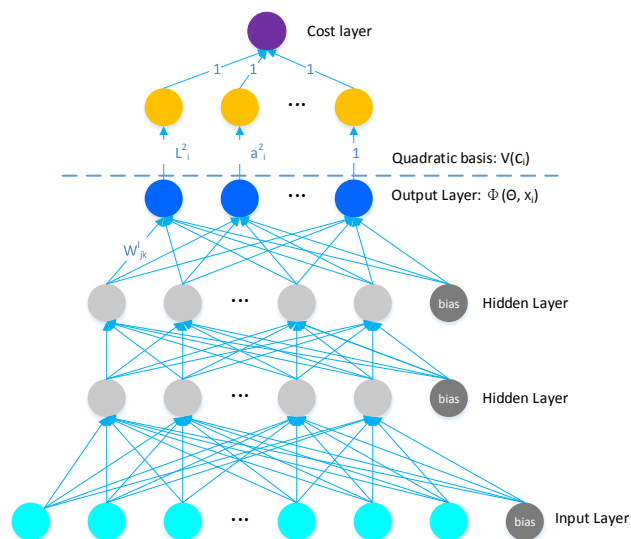 Cost layer
1 1 1
...
L²ᵢ a²ᵢ 1
Quadratic basis: V(Cᵢ)
... Output Layer: Φ(Θ, xᵢ)
Wˡⱼₖ
... bias Hidden Layer
... bias Hidden Layer
... bias Input Layer